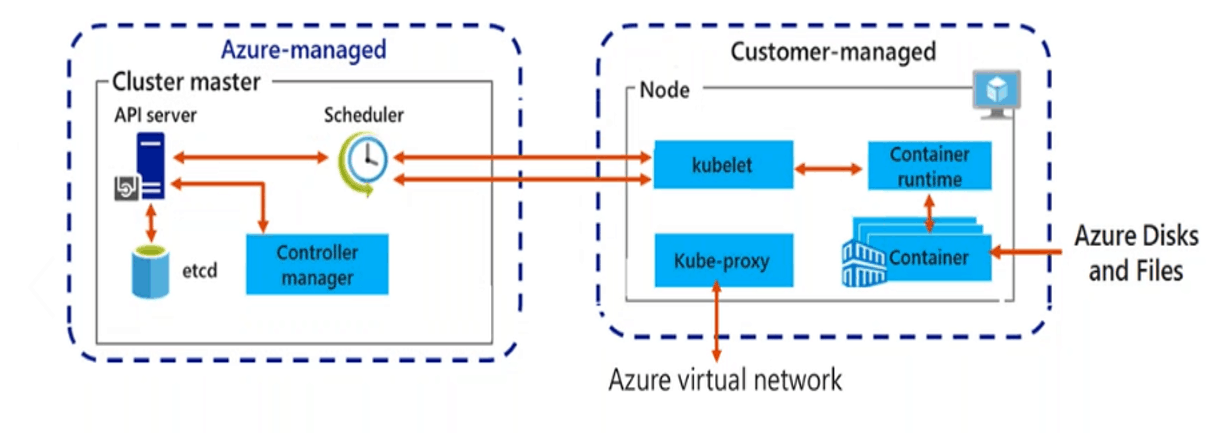 Azure-managed
Cluster master
API server
Scheduler
etcd
Controller
manager
Customer-managed
Node
kubelet
Container
runtime
Kube-proxy
Container
Azure Disks
and Files
Azure virtual network